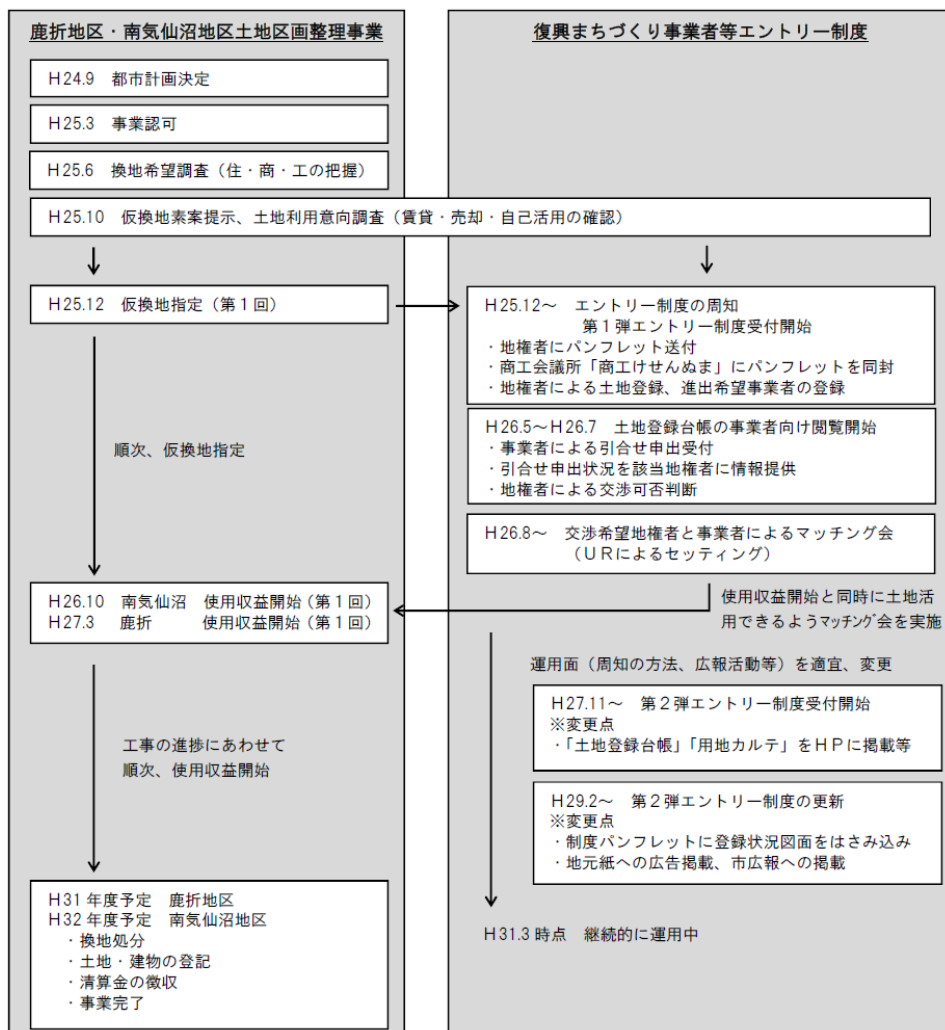 鹿折地区・南気仙沼地区土地区画整理事業
H24.9 都市計画決定
H25.3 事業認可
H25.6 換地希望調査（住・商・工の把握）
H25.10 仮換地素案提示、土地利用意向調査（賃貸・売却・自己活用の確認）
H25.12 仮換地指定（第１回）
順次、仮換地指定
H26.10 南気仙沼 使用収益開始（第１回）
H27.3 鹿折 使用収益開始（第１回）
工事の進捗にあわせて
順次、使用収益開始
H31年度予定 鹿折地区
H32年度予定 南気仙沼地区
・換地処分
・土地・建物の登記
・清算金の徴収
・事業完了
復興まちづくり事業者等エントリー制度
H25.12～ エントリー制度の周知
第１弾エントリー制度受付開始
・地権者にパンフレット送付
・商工会議所「商工けせんぬま」にパンフレットを同封
・地権者による土地登録、進出希望事業者の登録
H26.5～H26.7 土地登録台帳の事業者向け閲覧開始
・事業者による引合せ申出受付
・引合せ申出状況を該当地権者に情報提供
・地権者による交渉可否判断
H26.8～ 交渉希望地権者と事業者によるマッチング会
（ＵＲによるセッティング）
使用収益開始と同時に土地活
用できるようマッチング会を実施
運用面（周知の方法、広報活動等）を適宜、変更
H27.11～ 第２弾エントリー制度受付開始
※変更点
・「土地登録台帳」「用地カルテ」をＨＰに掲載等
H29.2～ 第２弾エントリー制度の更新
※変更点
・制度パンフレットに登録状況図面をはさみ込み
・地元紙への広告掲載、市広報への掲載
H31.3時点 継続的に運用中